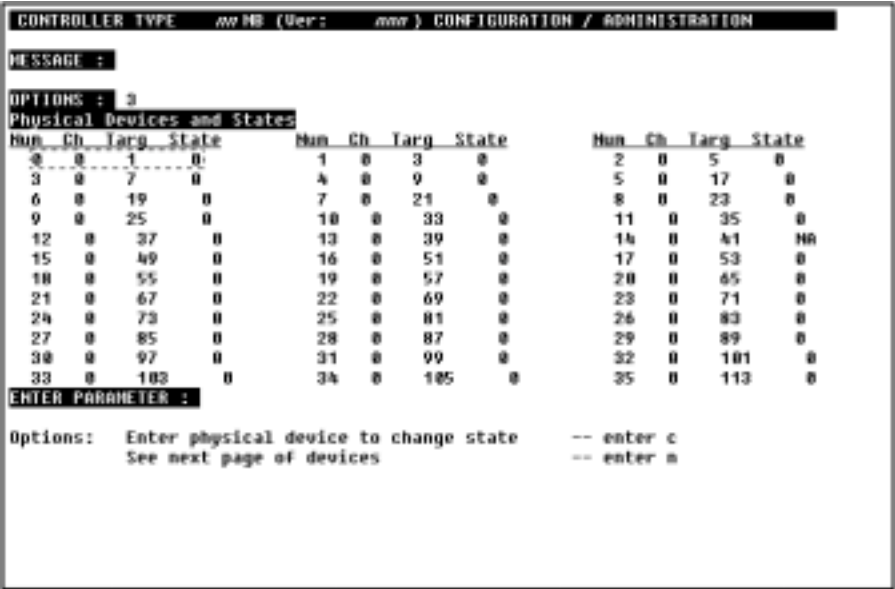 CONTROLLER TYPE nn MB (Ver: nnn ) CONFIGURATION / ADMINISTRATION
MESSAGE :
OPTIONS : 3
Physical Devices and States
Num Ch Targ State Num Ch Targ State Num Ch Targ State
0 0 1 0 1 0 3 0 2 0 5 0
3 0 7 0 4 0 9 0 5 0 17 0
6 0 19 0 7 0 21 0 8 0 23 0
9 0 25 0 10 0 33 0 11 0 35 0
12 0 37 0 13 0 39 0 14 0 41 NA
15 0 49 0 16 0 51 0 17 0 53 0
18 0 55 0 19 0 57 0 20 0 65 0
21 0 67 0 22 0 69 0 23 0 71 0
24 0 73 0 25 0 81 0 26 0 83 0
27 0 85 0 28 0 87 0 29 0 89 0
30 0 97 0 31 0 99 0 32 0 101 0
33 0 103 0 34 0 105 0 35 0 113 0
ENTER PARAMETER :
Options: Enter physical device to change state -- enter c
See next page of devices -- enter n